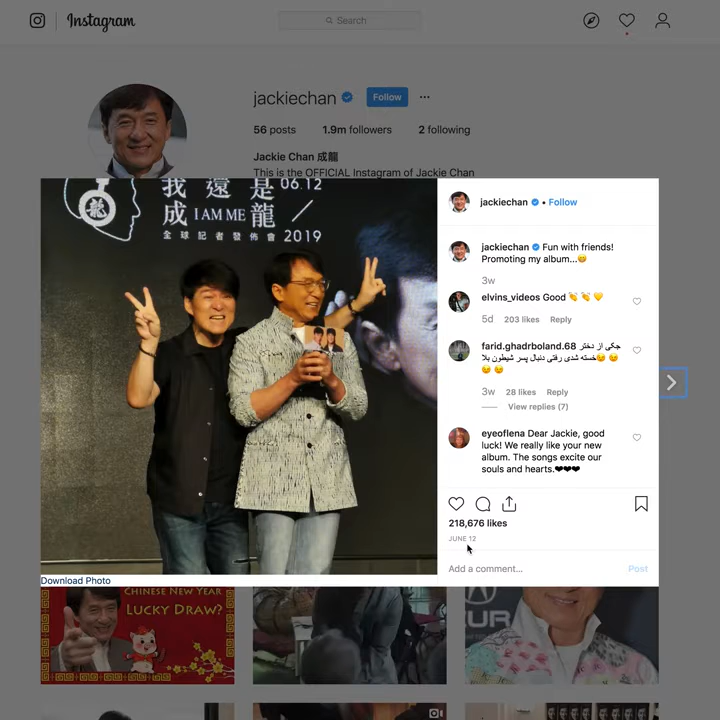 Instagram
Search
jackiechan
Follow
...
56 posts 1.9m followers 2 following
Jackie Chan 成龍
This is the OFFICIAL Instagram of Jackie Chan
我 還 是 06.12
成 I AM ME 龍 /
全球記者發佈會 2019
龍
jackiechan • Follow
jackiechan Fun with friends!
Promoting my album...😄
3w
elvins_videos Good 👏 👏 💛
5d 203 likes Reply
farid.ghadrboland.68 جکی از دختر
خسته شدی رفتی دنبال پسر شیطون بلا😉 😉
😉 😉
3w 28 likes Reply
View replies (7)
eyeoflena Dear Jackie, good
luck! We really like your new
album. The songs excite our
souls and hearts.❤❤❤
218,676 likes
JUNE 12
Add a comment... Post
Download Photo
CHINESE NEW YEAR
LUCKY DRAW?